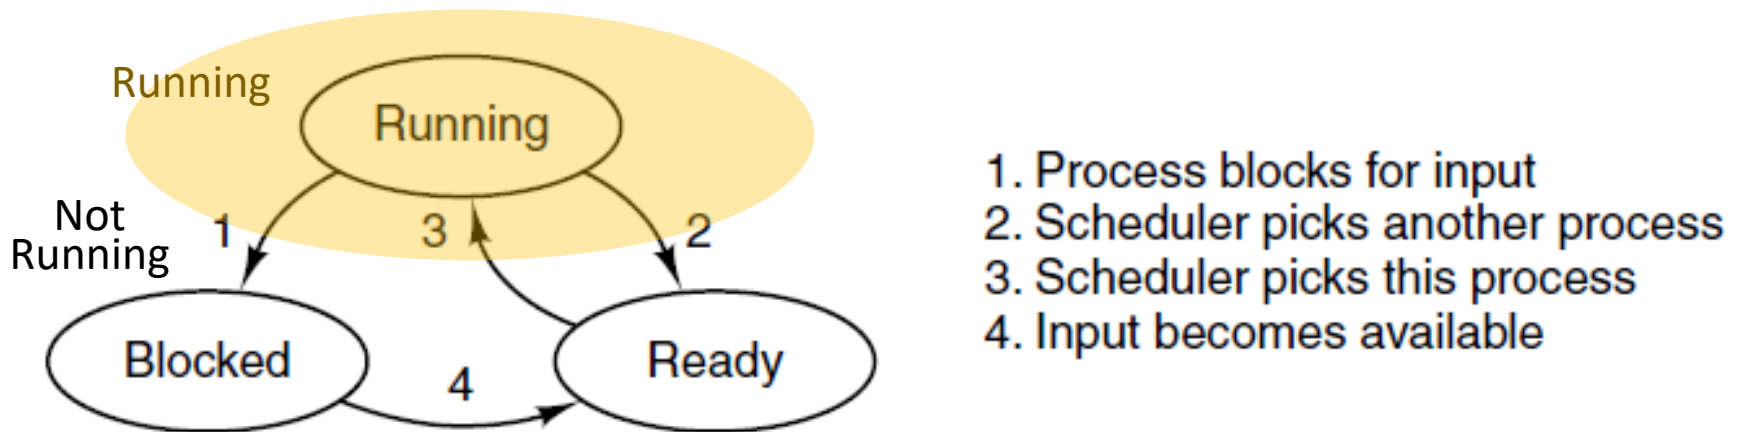 Running
Running
Not
Running
1
3
2
Blocked
4
Ready
1. Process blocks for input
2. Scheduler picks another process
3. Scheduler picks this process
4. Input becomes available